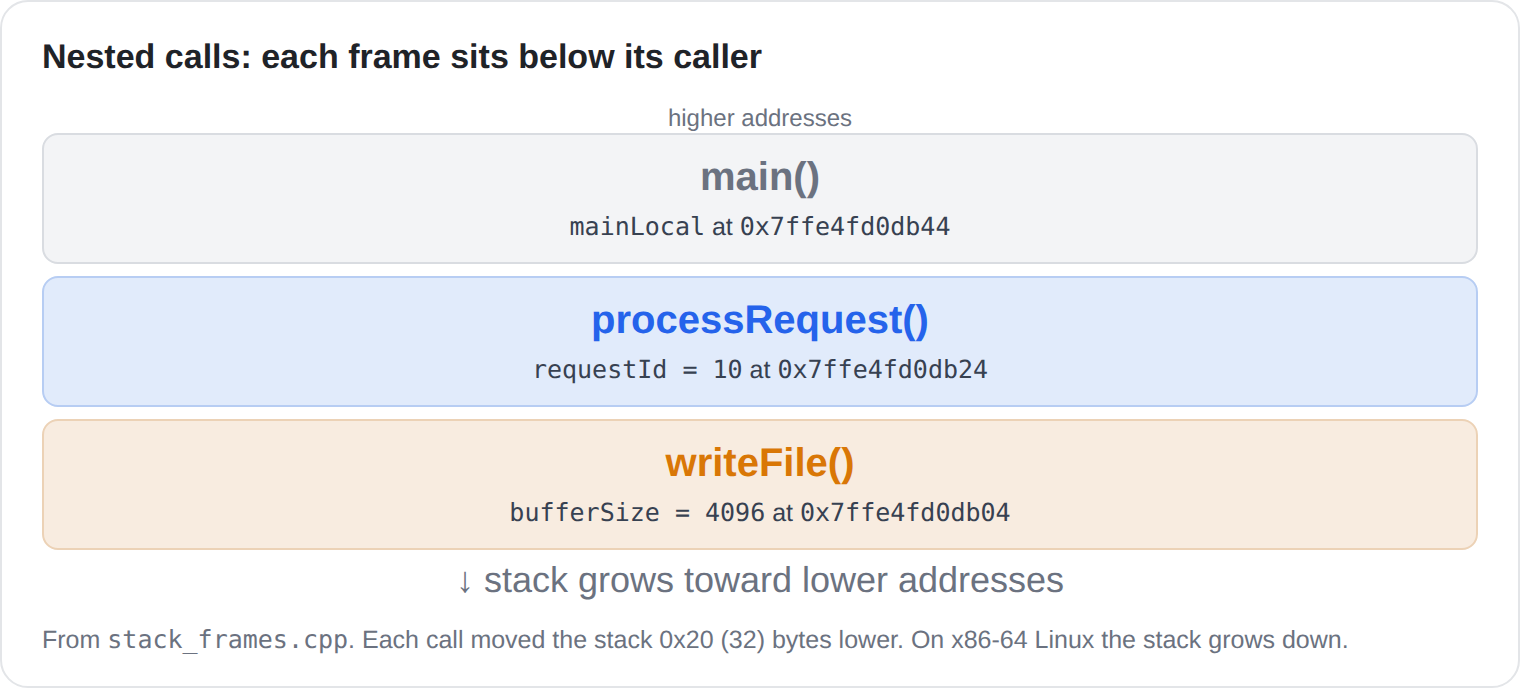 Nested calls: each frame sits below its caller
higher addresses
main()
mainLocal at 0x7ffe4fd0db44
processRequest()
requestId = 10 at 0x7ffe4fd0db24
writeFile()
bufferSize = 4096 at 0x7ffe4fd0db04
↓ stack grows toward lower addresses
From stack_frames.cpp. Each call moved the stack 0x20 (32) bytes lower. On x86-64 Linux the stack grows down.